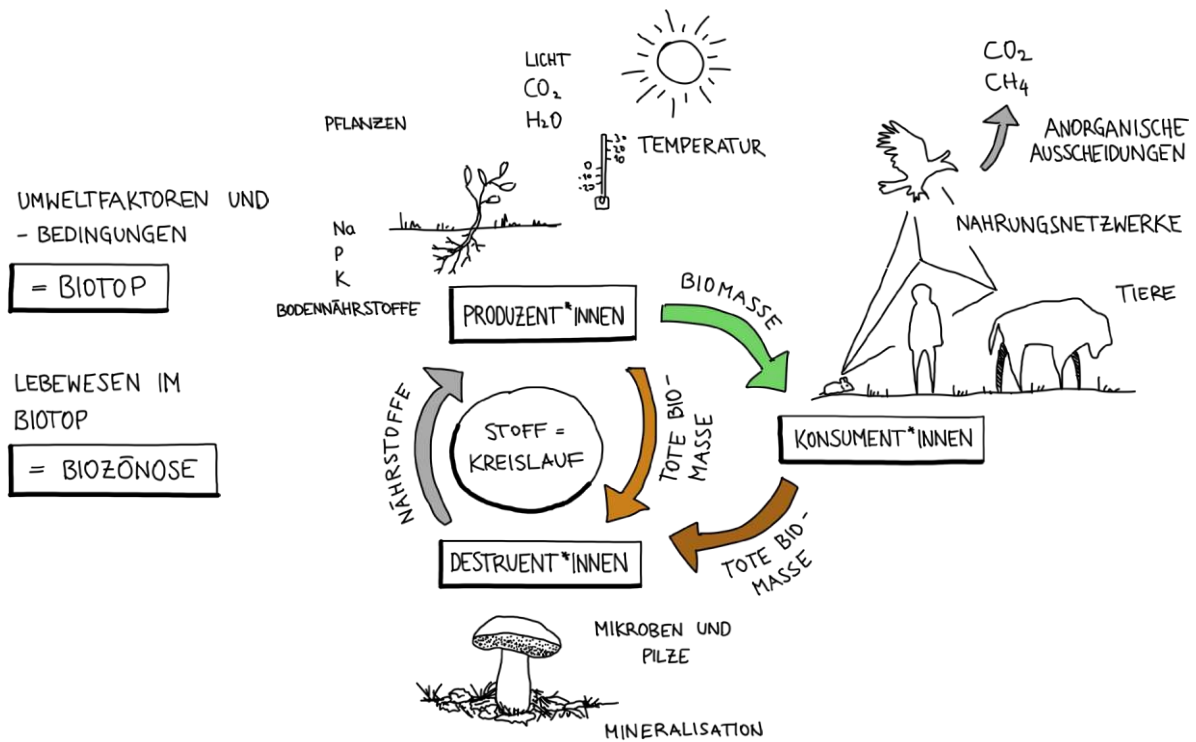 LICHT
CO₂
H₂O
PFLANZEN
TEMPERATUR
CO₂
CH₄
ANORGANISCHE
AUSSCHEIDUNGEN
UMWELTFAKTOREN UND
- BEDINGUNGEN
= BIOTOP
Na
P
K
BODENNÄHRSTOFFE
NAHRUNGSNETZWERKE
TIERE
PRODUZENT*INNEN
BIOMASSE
LEBEWESEN IM
BIOTOP
= BIOZÖNOSE
NÄHRSTOFFE
STOFF =
KREISLAUF
TOTE BIO-
MASSE
KONSUMENT*INNEN
TOTE BIO-
MASSE
DESTRUENT*INNEN
MIKROBEN UND
PILZE
MINERALISATION